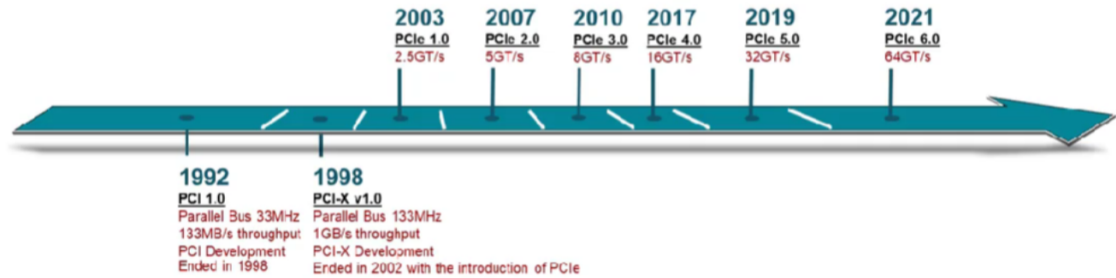 2003
PCIe 1.0
2.5GT/s
2007
PCIe 2.0
5GT/s
2010
PCIe 3.0
8GT/s
2017
PCIe 4.0
16GT/s
2019
PCIe 5.0
32GT/s
2021
PCIe 6.0
64GT/s
1992
PCI 1.0
Parallel Bus 33MHz
133MB/s throughput
PCI Development
Ended in 1998
1998
PCI-X v1.0
Parallel Bus 133MHz
1GB/s throughput
PCI-X Development
Ended in 2002 with the introduction of PCIe